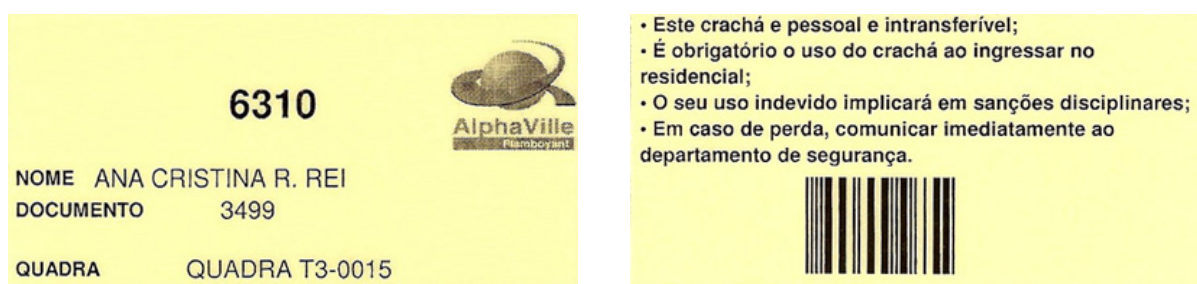 6310
AlphaVille
Flamboyant
NOME ANA CRISTINA R. REI
DOCUMENTO 3499
QUADRA QUADRA T3-0015
• Este crachá e pessoal e intransferível;
• É obrigatório o uso do crachá ao ingressar no
residencial;
• O seu uso indevido implicará em sanções disciplinares;
• Em caso de perda, comunicar imediatamente ao
departamento de segurança.